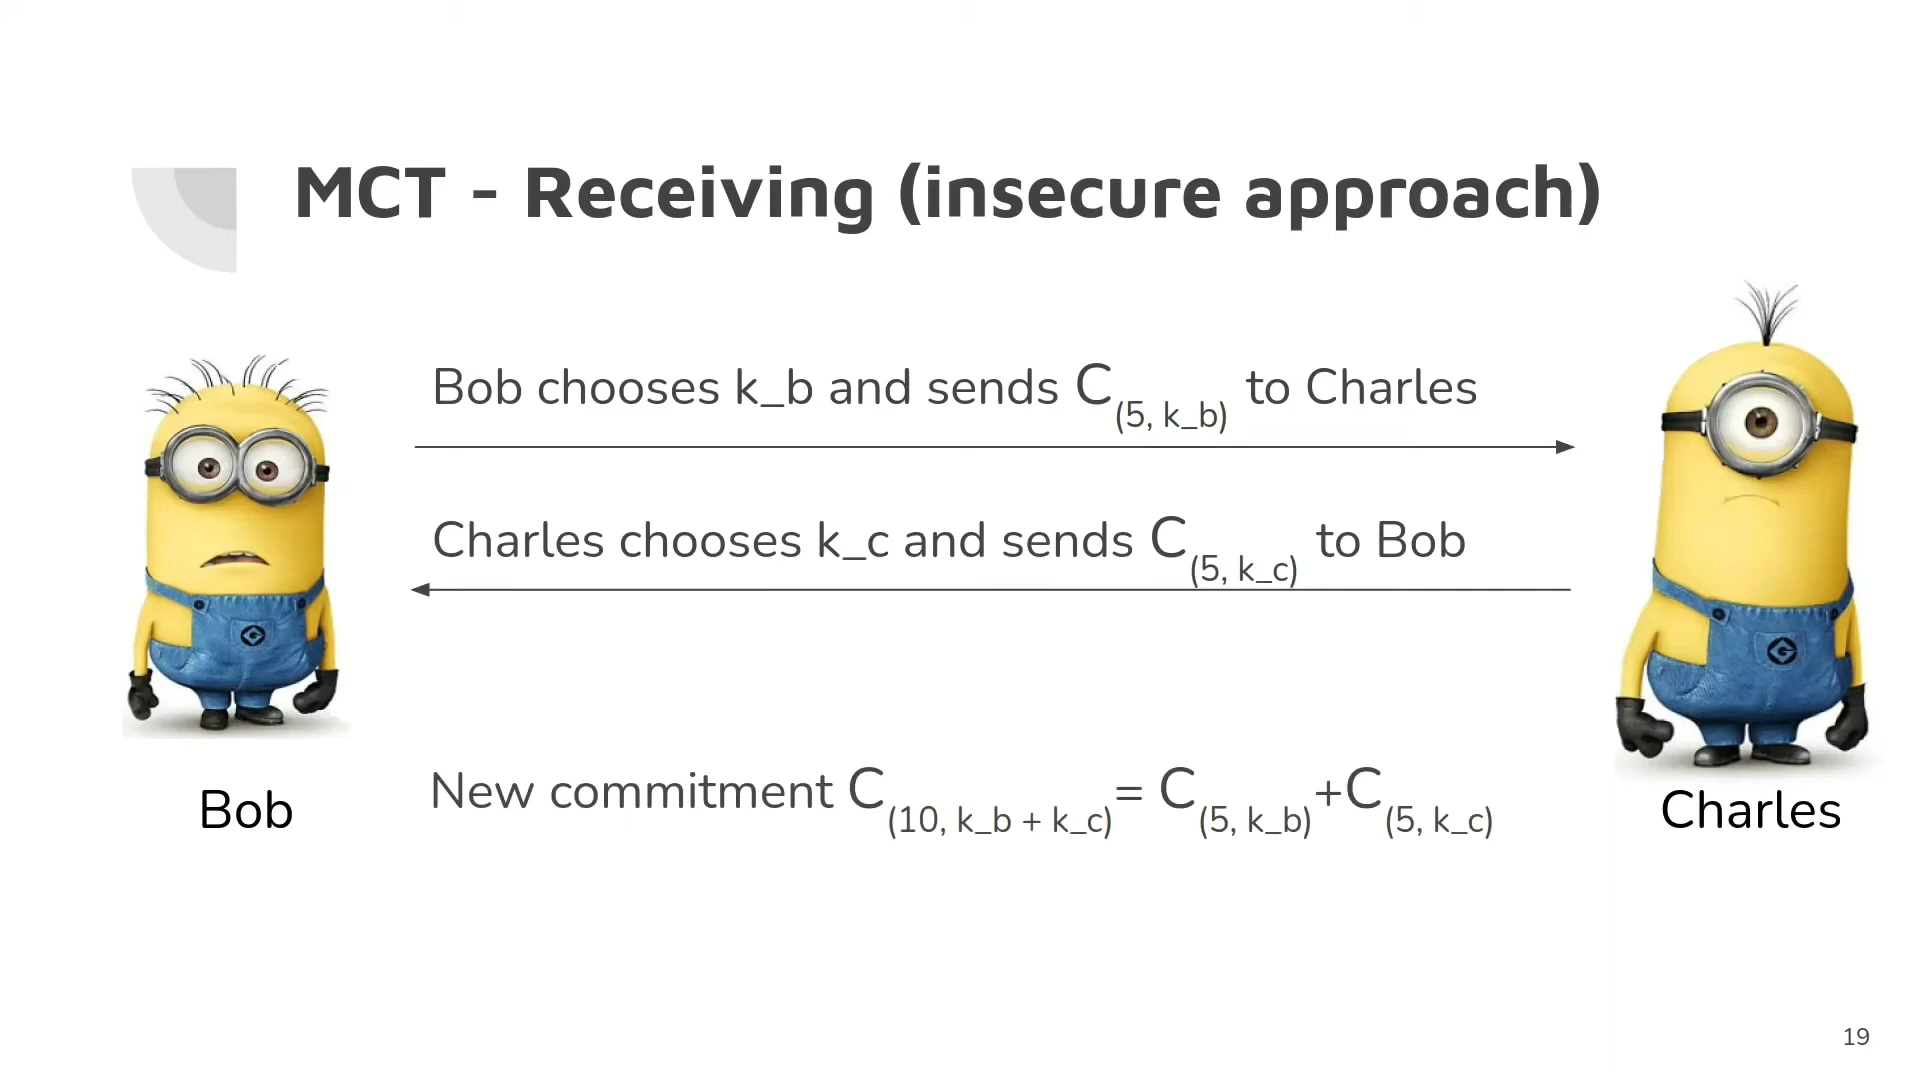 MCT - Receiving (insecure approach)
Bob chooses k_b and sends C(5, k_b) to Charles
Charles chooses k_c and sends C(5, k_c) to Bob
New commitment C(10, k_b + k_c)= C(5, k_b)+C(5, k_c)
Bob
Charles
19